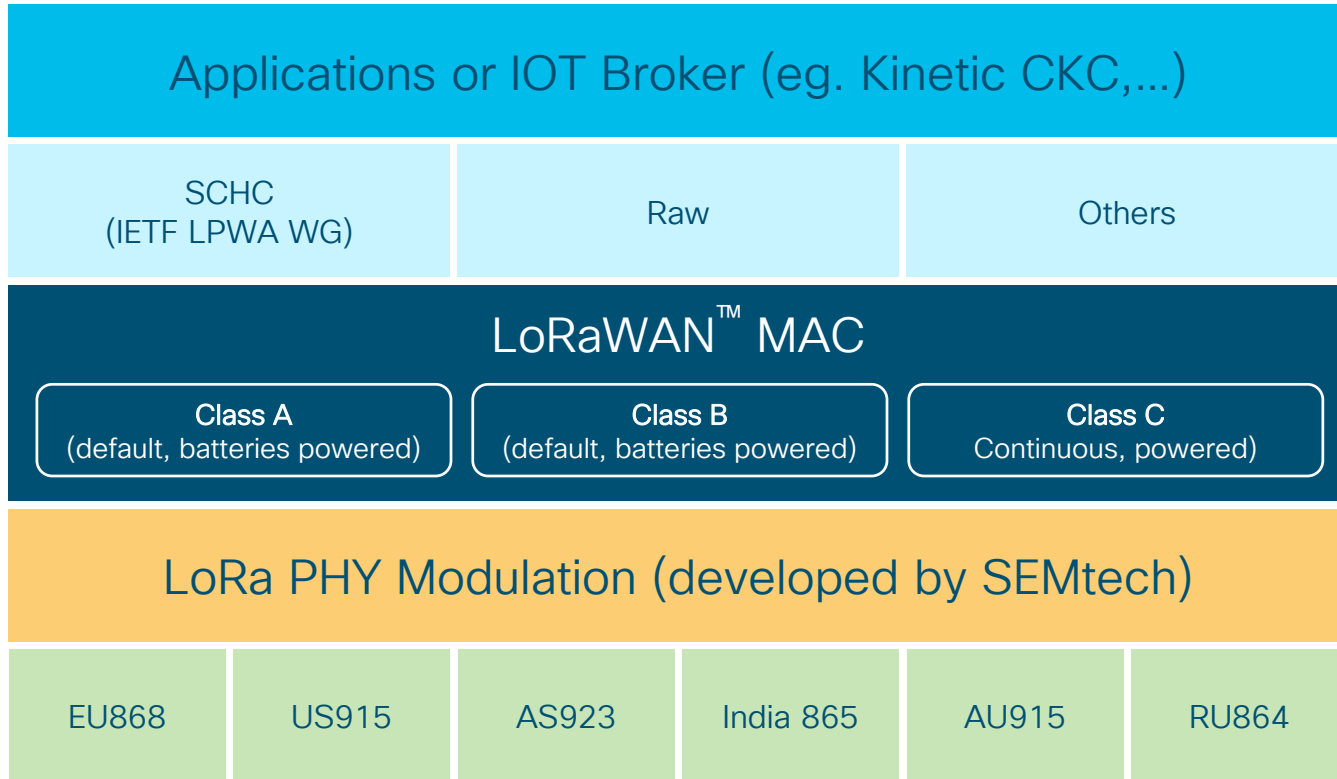 Applications or IOT Broker (eg. Kinetic CKC,...)
SCHC
(IETF LPWA WG)
Raw
Others
LoRaWAN™ MAC
Class A
(default, batteries powered)
Class B
(default, batteries powered)
Class C
Continuous, powered)
LoRa PHY Modulation (developed by SEMtech)
EU868
US915
AS923
India 865
AU915
RU864